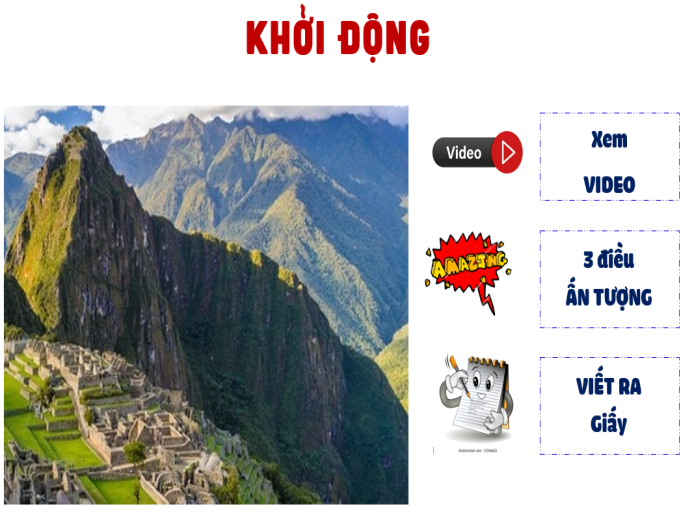 KHỞI ĐỘNG
Video
Xem
VIDEO
AMAZING
3 điều
ẤN TƯỢNG
VIẾT RA
Giấy